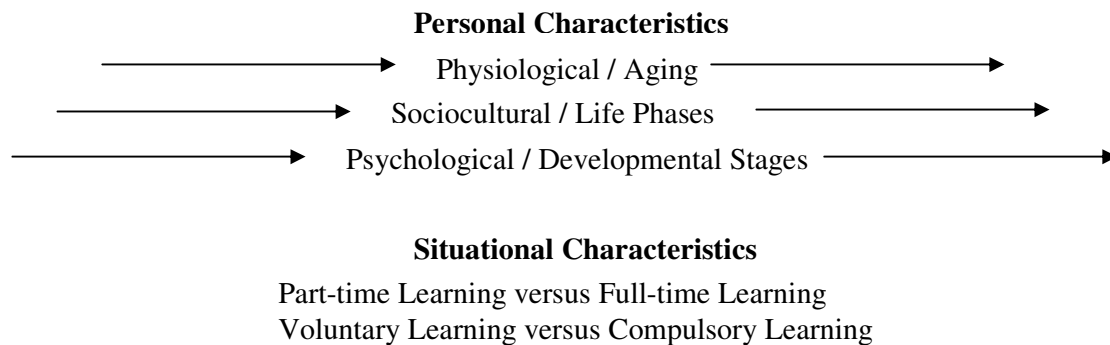 Personal Characteristics
Physiological / Aging
Sociocultural / Life Phases
Psychological / Developmental Stages
Situational Characteristics
Part-time Learning versus Full-time Learning
Voluntary Learning versus Compulsory Learning